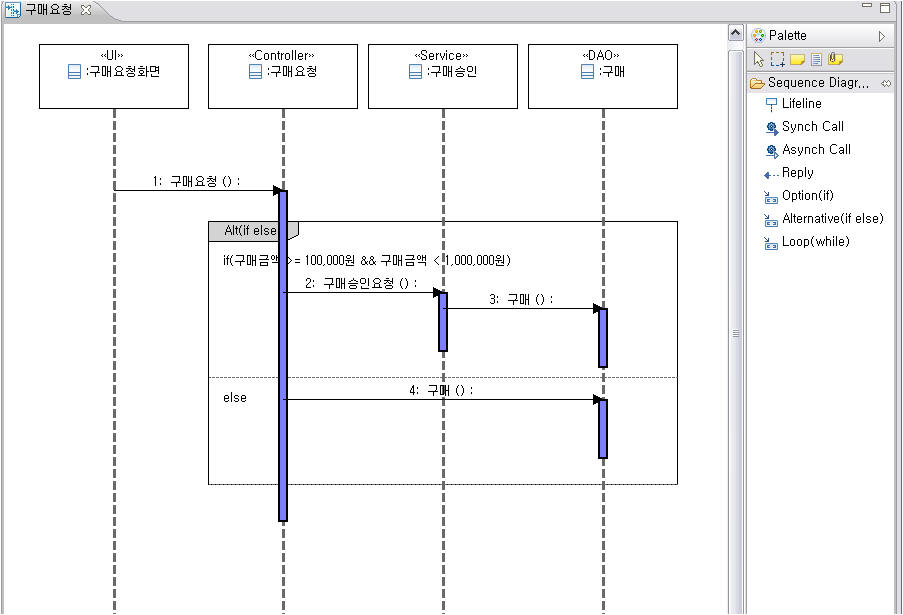 구매요청
«UI»
:구매요청화면
«Controller»
:구매요청
«Service»
:구매승인
«DAO»
:구매
1: 구매요청 () :
Alt(if else
if(구매금액 >= 100,000원 && 구매금액 < 1,000,000원)
2: 구매승인요청 () :
3: 구매 () :
else
4: 구매 () :
Palette
Sequence Diagr...
Lifeline
Synch Call
Asynch Call
Reply
Option(if)
Alternative(if else)
Loop(while)